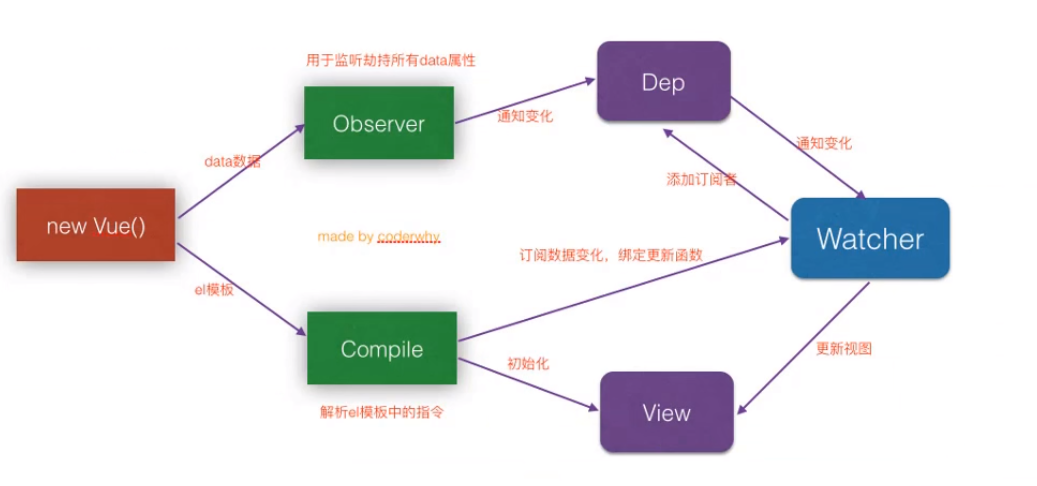 用于监听劫持所有data属性
Dep
Observer
通知变化
通知变化
data数据
添加订阅者
new Vue()
made by coderwhy
Watcher
订阅数据变化，绑定更新函数
el模板
Compile
初始化
更新视图
解析el模板中的指令
View